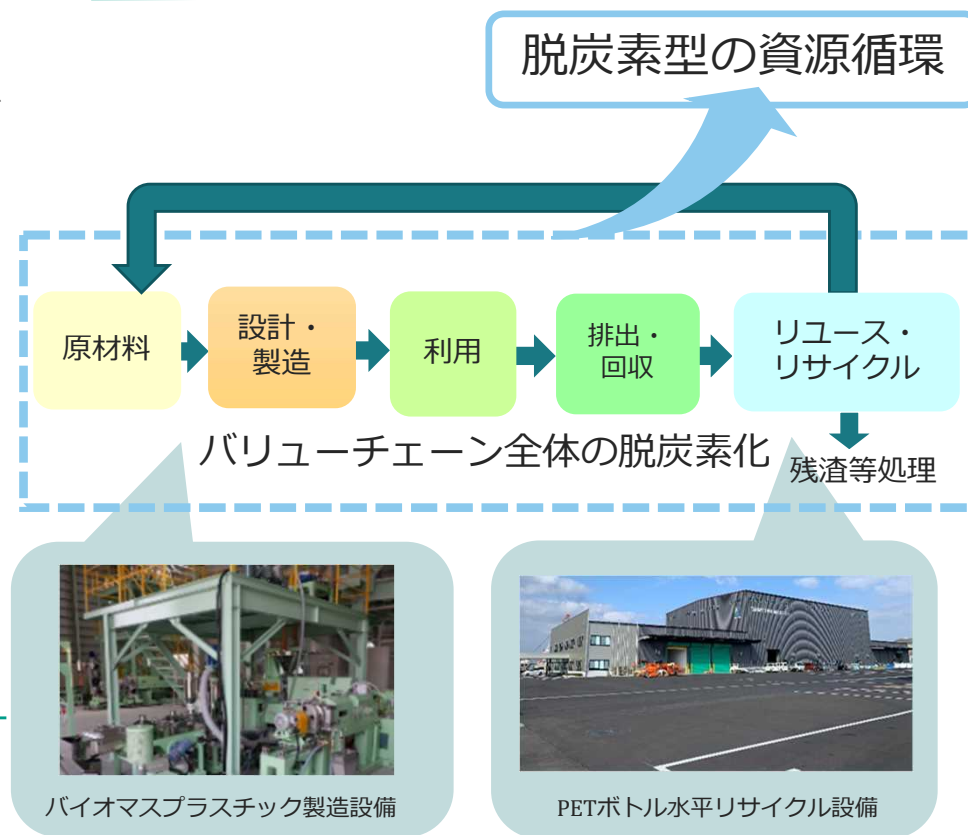 脱炭素型の資源循環
原材料
設計・
製造
利用
排出・
回収
リユース・
リサイクル
バリューチェーン全体の脱炭素化
残渣等処理
バイオマスプラスチック製造設備
PETボトル水平リサイクル設備